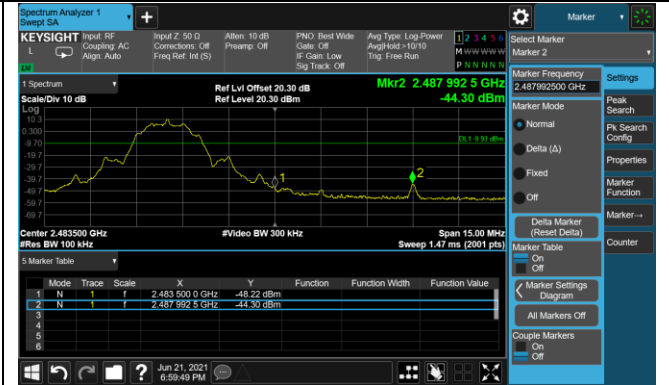 Spectrum Analyzer 1
Swept SA
+
Marker
KEYSIGHT
L
Input: RF
Coupling: AC
Align: Auto
Input Z: 50 Ω
Corrections: Off
Freq Ref: Int (S)
Atten: 10 dB
Preamp: Off
PNO: Best Wide
Gate: Off
IF Gain: Low
Sig Track: Off
Avg Type: Log-Power
Avg|Hold:>10/10
Trig: Free Run
1 2 3 4 5 6
M W W W W W
P N N N N N
LXI
1 Spectrum
Scale/Div 10 dB
Log
Ref Lvl Offset 20.30 dB
Ref Level 20.30 dBm
Mkr2 2.487 992 5 GHz
-44.30 dBm
10.3
0.300
-9.70
-19.7
-29.7
-39.7
-49.7
-59.7
-69.7
DL1 -9.93 dBm
1
2
Center 2.483500 GHz
#Res BW 100 kHz
#Video BW 300 kHz
Span 15.00 MHz
Sweep 1.47 ms (2001 pts)
5 Marker Table
Mode Trace Scale X Y Function Function Width Function Value
1 N 1 f 2.483 500 0 GHz -48.22 dBm
2 N 1 f 2.487 992 5 GHz -44.30 dBm
3
4
5
6
?
Jun 21, 2021
6:59:49 PM
Select Marker
Marker 2
Marker Frequency
2.487992500 GHz
Marker Mode
Normal
Delta (Δ)
Fixed
Off
Delta Marker
(Reset Delta)
Marker Table
On
Off
Marker Settings
Diagram
All Markers Off
Couple Markers
On
Off
Settings
Peak
Search
Pk Search
Config
Properties
Marker
Function
Marker→
Counter